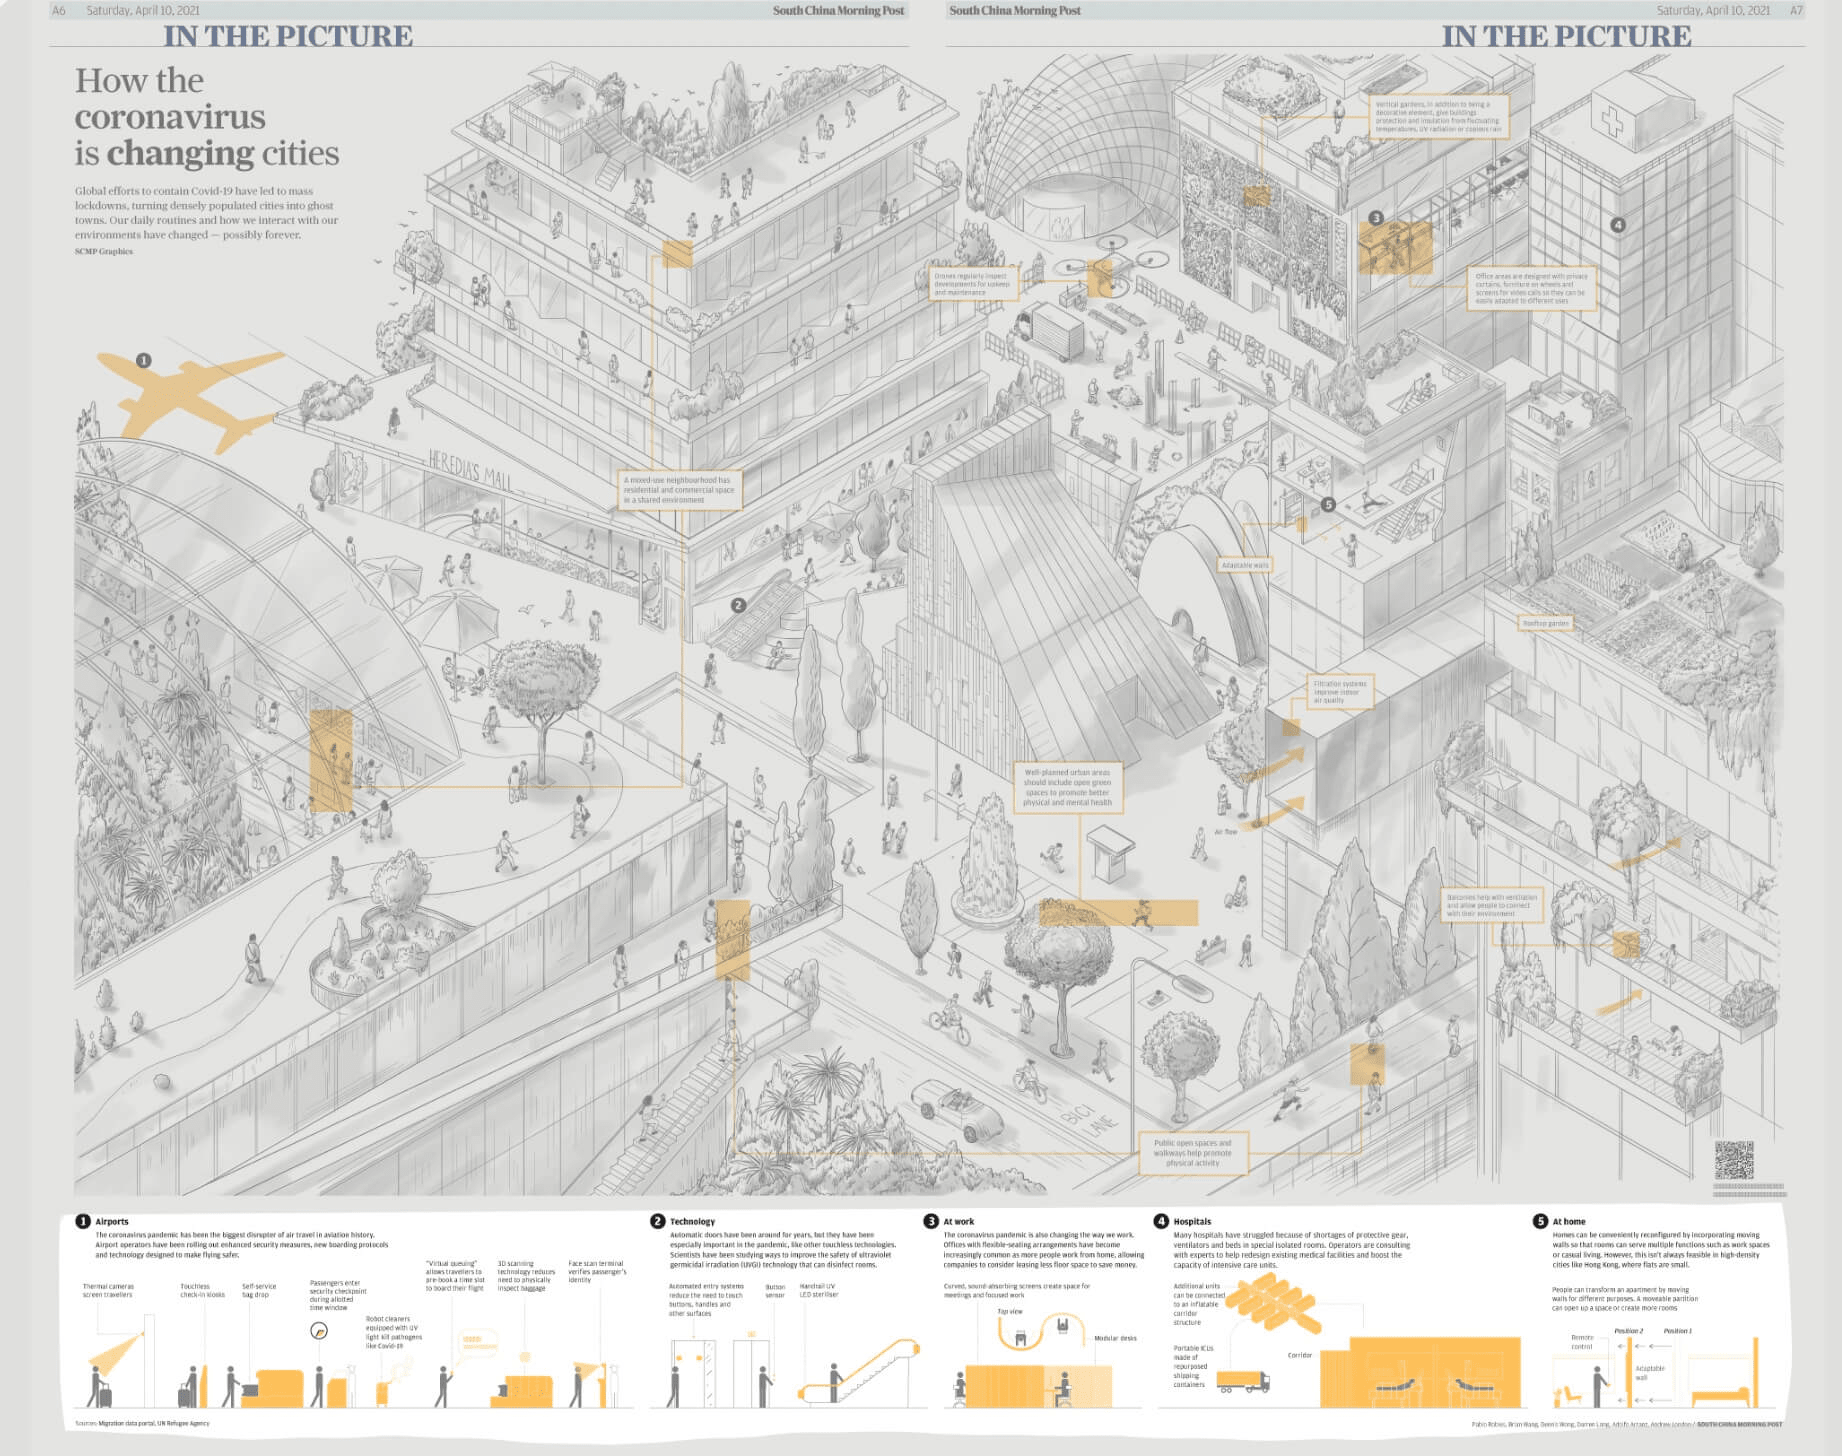 A6 Saturday, April 10, 2021 South China Morning Post
South China Morning Post Saturday, April 10, 2021 A7
IN THE PICTURE
IN THE PICTURE
How the
coronavirus
is changing cities
Global efforts to contain Covid-19 have led to mass
lockdowns, turning densely populated cities into ghost
towns. Our daily routines and how we interact with our
environments have changed — possibly forever.
SCMP Graphics
Vertical gardens, in addition to being a
decorative element, give buildings
protection and insulation from fluctuating
temperatures, UV radiation or copious rain
3
4
Drones regularly inspect
developments for upkeep
and maintenance
Office areas are designed with privacy
curtains, furniture on wheels and
screens for video calls so they can be
easily adapted to different uses
1
HEREDIA'S MALL
A mixed-use neighbourhood has
residential and commercial space
in a shared environment
5
Adaptable walls
2
Rooftop garden
Filtration systems
improve indoor
air quality
Well-planned urban areas
should include open green
spaces to promote better
physical and mental health
Air flow
Balconies help with ventilation
and allow people to connect
with their environment
BICI
LANE
Public open spaces and
walkways help promote
physical activity
1 Airports
The coronavirus pandemic has been the biggest disrupter of air travel in aviation history.
Airport operators have been rolling out enhanced security measures, new boarding protocols
and technology designed to make flying safer.
Thermal cameras
screen travellers
Touchless
check-in kiosks
Self-service
bag drop
Passengers enter
security checkpoint
during allotted
time window
Robot cleaners
equipped with UV
light kill pathogens
like Covid-19
"Virtual queuing"
allows travellers to
pre-book a time slot
to board their flight
3D scanning
technology reduces
need to physically
inspect baggage
Face scan terminal
verifies passenger's
identity
2 Technology
Automatic doors have been around for years, but they have been
especially important in the pandemic, like other touchless technologies.
Scientists have been studying ways to improve the safety of ultraviolet
germicidal irradiation (UVGI) technology that can disinfect rooms.
Automated entry systems
reduce the need to touch
buttons, handles and
other surfaces
Button
sensor
Handrail UV
LED steriliser
3 At work
The coronavirus pandemic is also changing the way we work.
Offices with flexible-seating arrangements have become
increasingly common as more people work from home, allowing
companies to consider leasing less floor space to save money.
Curved, sound-absorbing screens create space for
meetings and focused work
Top view
Modular desks
4 Hospitals
Many hospitals have struggled because of shortages of protective gear,
ventilators and beds in special isolated rooms. Operators are consulting
with experts to help redesign existing medical facilities and boost the
capacity of intensive care units.
Additional units
can be connected
to an inflatable
corridor
structure
Portable ICUs
made of
repurposed
shipping
containers
Corridor
5 At home
Homes can be conveniently reconfigured by incorporating moving
walls so that rooms can serve multiple functions such as work spaces
or casual living. However, this isn't always feasible in high-density
cities like Hong Kong, where flats are small.
People can transform an apartment by moving
walls for different purposes. A moveable partition
can open up a space or create more rooms
Position 2 Position 1
Remote
control
Adaptable
wall
Sources: Migration data portal, UN Refugee Agency
Pablo Robles, Brian Wang, Dennis Wong, Darren Long, Adolfo Arranz, Andrew London / SOUTH CHINA MORNING POST